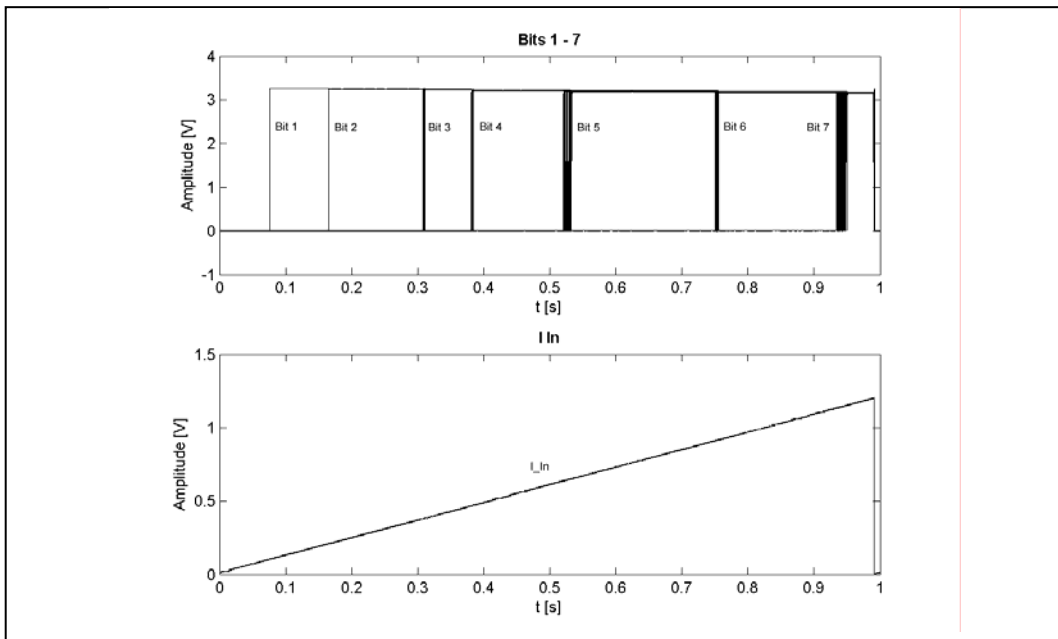 Bits 1 - 7
Amplitude [V]
4
3
2
1
0
-1
Bit 1
Bit 2
Bit 3
Bit 4
Bit 5
Bit 6
Bit 7
0 0.1 0.2 0.3 0.4 0.5 0.6 0.7 0.8 0.9 1
t [s]
I In
Amplitude [V]
1.5
1
0.5
0
I_In
0 0.1 0.2 0.3 0.4 0.5 0.6 0.7 0.8 0.9 1
t [s]